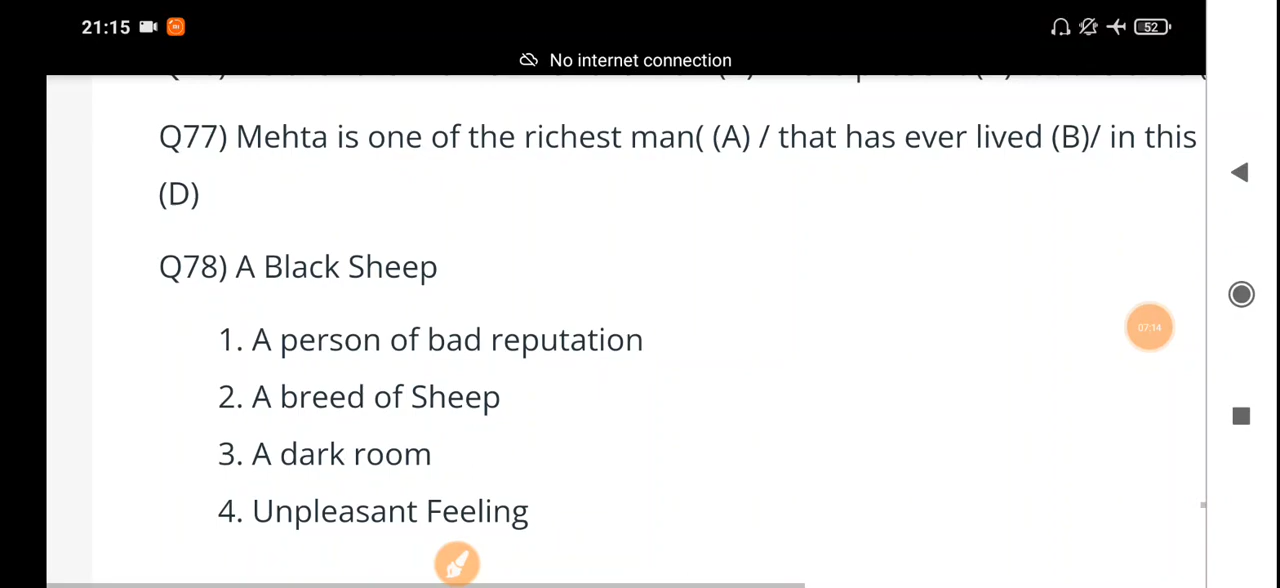 21:15
52
No internet connection
Q77) Mehta is one of the richest man( (A) / that has ever lived (B)/ in this
(D)
Q78) A Black Sheep
07:14
1. A person of bad reputation
2. A breed of Sheep
3. A dark room
4. Unpleasant Feeling